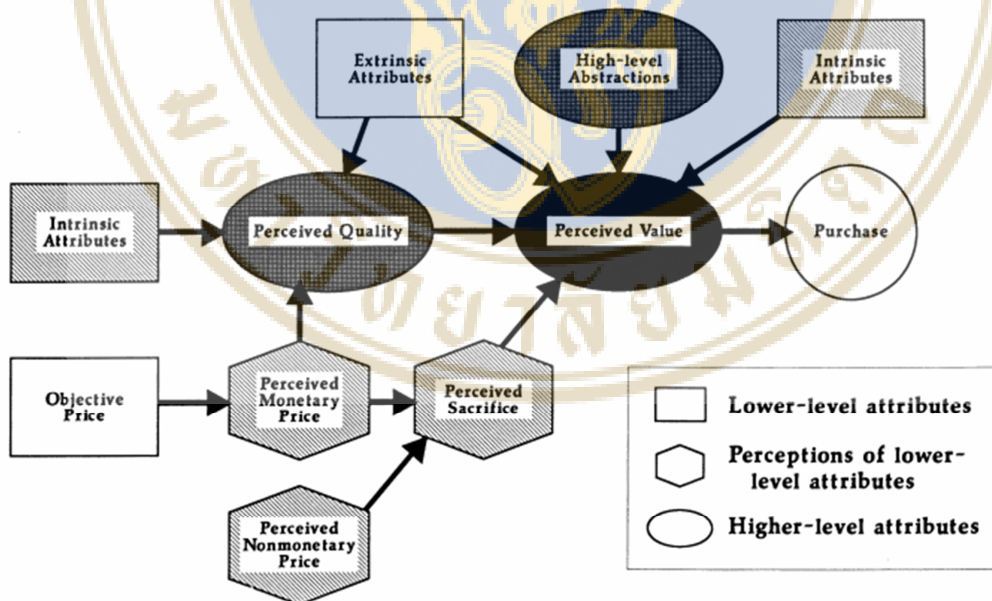 Extrinsic
Attributes
High-level
Abstractions
Intrinsic
Attributes
Intrinsic
Attributes
Perceived Quality
Perceived Value
Purchase
Objective
Price
Perceived
Monetary
Price
Perceived
Sacrifice
Perceived
Nonmonetary
Price
Lower-level attributes
Perceptions of lower-
level attributes
Higher-level attributes